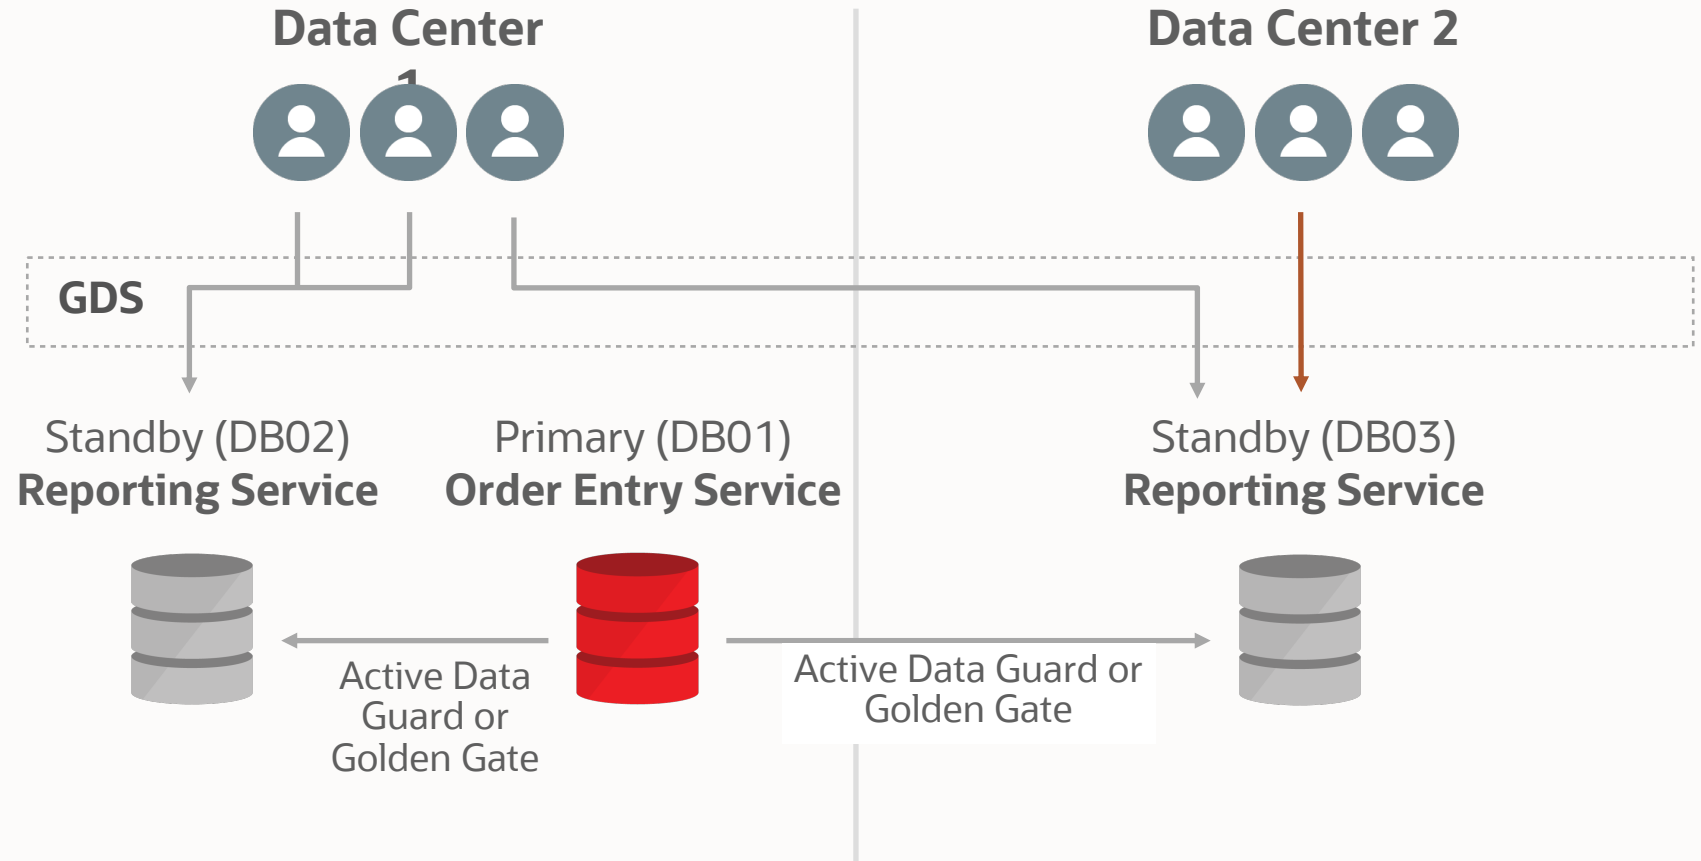 Data Center
1
Data Center 2
GDS
Standby (DB02)
Reporting Service
Primary (DB01)
Order Entry Service
Standby (DB03)
Reporting Service
Active Data
Guard or
Golden Gate
Active Data Guard or
Golden Gate